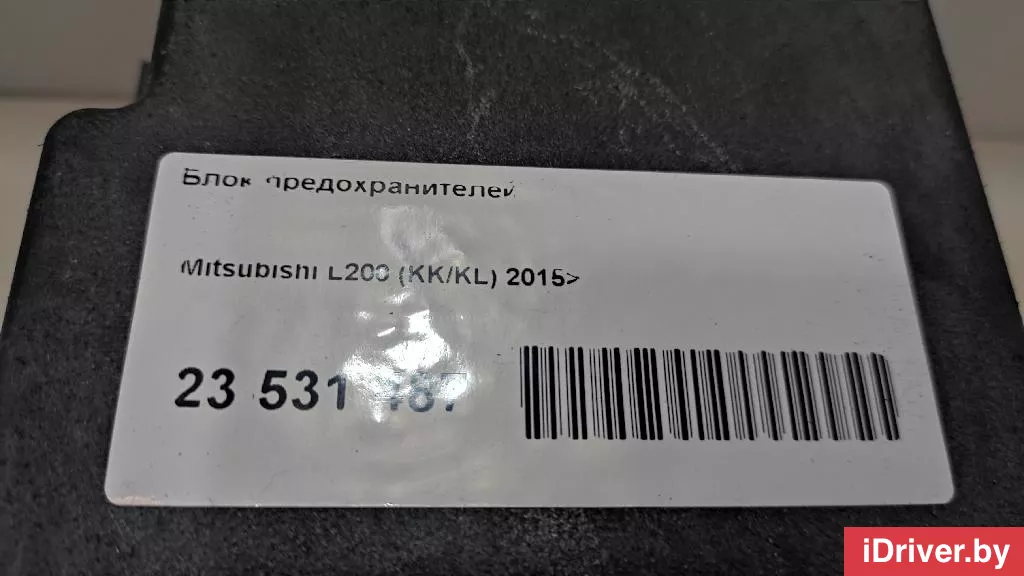 Блок предохранителей
Mitsubishi L200 (KK/KL) 2015>
23 531
iDriver.by